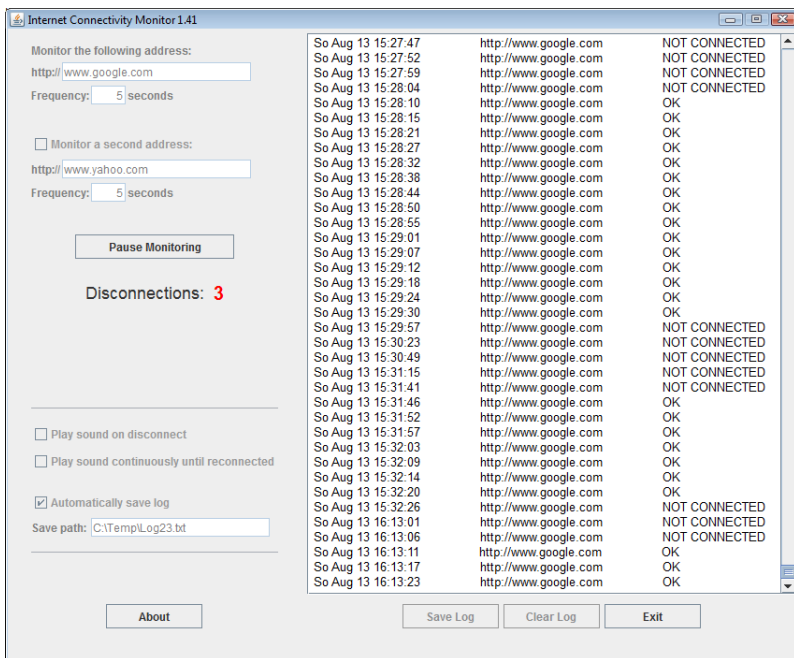 Internet Connectivity Monitor 1.41
Monitor the following address:
http:// www.google.com
Frequency: 5 seconds
Monitor a second address:
http:// www.yahoo.com
Frequency: 5 seconds
Pause Monitoring
Disconnections: 3
Play sound on disconnect
Play sound continuously until reconnected
Automatically save log
Save path: C:\Temp\Log23.txt
About
So Aug 13 15:27:47 http://www.google.com NOT CONNECTED
So Aug 13 15:27:52 http://www.google.com NOT CONNECTED
So Aug 13 15:27:59 http://www.google.com NOT CONNECTED
So Aug 13 15:28:04 http://www.google.com NOT CONNECTED
So Aug 13 15:28:10 http://www.google.com OK
So Aug 13 15:28:15 http://www.google.com OK
So Aug 13 15:28:21 http://www.google.com OK
So Aug 13 15:28:27 http://www.google.com OK
So Aug 13 15:28:32 http://www.google.com OK
So Aug 13 15:28:38 http://www.google.com OK
So Aug 13 15:28:44 http://www.google.com OK
So Aug 13 15:28:50 http://www.google.com OK
So Aug 13 15:28:55 http://www.google.com OK
So Aug 13 15:29:01 http://www.google.com OK
So Aug 13 15:29:07 http://www.google.com OK
So Aug 13 15:29:12 http://www.google.com OK
So Aug 13 15:29:18 http://www.google.com OK
So Aug 13 15:29:24 http://www.google.com OK
So Aug 13 15:29:30 http://www.google.com OK
So Aug 13 15:29:57 http://www.google.com NOT CONNECTED
So Aug 13 15:30:23 http://www.google.com NOT CONNECTED
So Aug 13 15:30:49 http://www.google.com NOT CONNECTED
So Aug 13 15:31:15 http://www.google.com NOT CONNECTED
So Aug 13 15:31:41 http://www.google.com NOT CONNECTED
So Aug 13 15:31:46 http://www.google.com OK
So Aug 13 15:31:52 http://www.google.com OK
So Aug 13 15:31:57 http://www.google.com OK
So Aug 13 15:32:03 http://www.google.com OK
So Aug 13 15:32:09 http://www.google.com OK
So Aug 13 15:32:14 http://www.google.com OK
So Aug 13 15:32:20 http://www.google.com OK
So Aug 13 15:32:26 http://www.google.com NOT CONNECTED
So Aug 13 16:13:01 http://www.google.com NOT CONNECTED
So Aug 13 16:13:06 http://www.google.com NOT CONNECTED
So Aug 13 16:13:11 http://www.google.com OK
So Aug 13 16:13:17 http://www.google.com OK
So Aug 13 16:13:23 http://www.google.com OK
Save Log Clear Log Exit